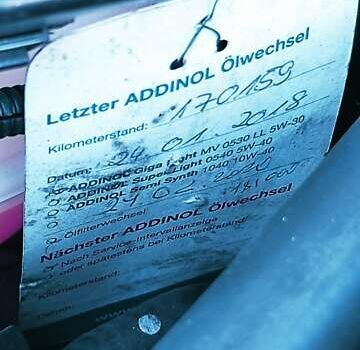 Letzter ADDINOL Ölwechsel
Kilometerstand: 170159
Datum: 24.01.2018
ADDINOL Giga Light MV 0530 LL 5W-30
ADDINOL Super Light 0540 5W-40
ADDINOL Semi Synth 1040 10W-40
Ölfilterwechsel
Nächster ADDINOL Ölwechsel
Nach Service-Intervallanzeige
oder spätestens bei Kilometerstand:
Kilometerstand:
Datum: